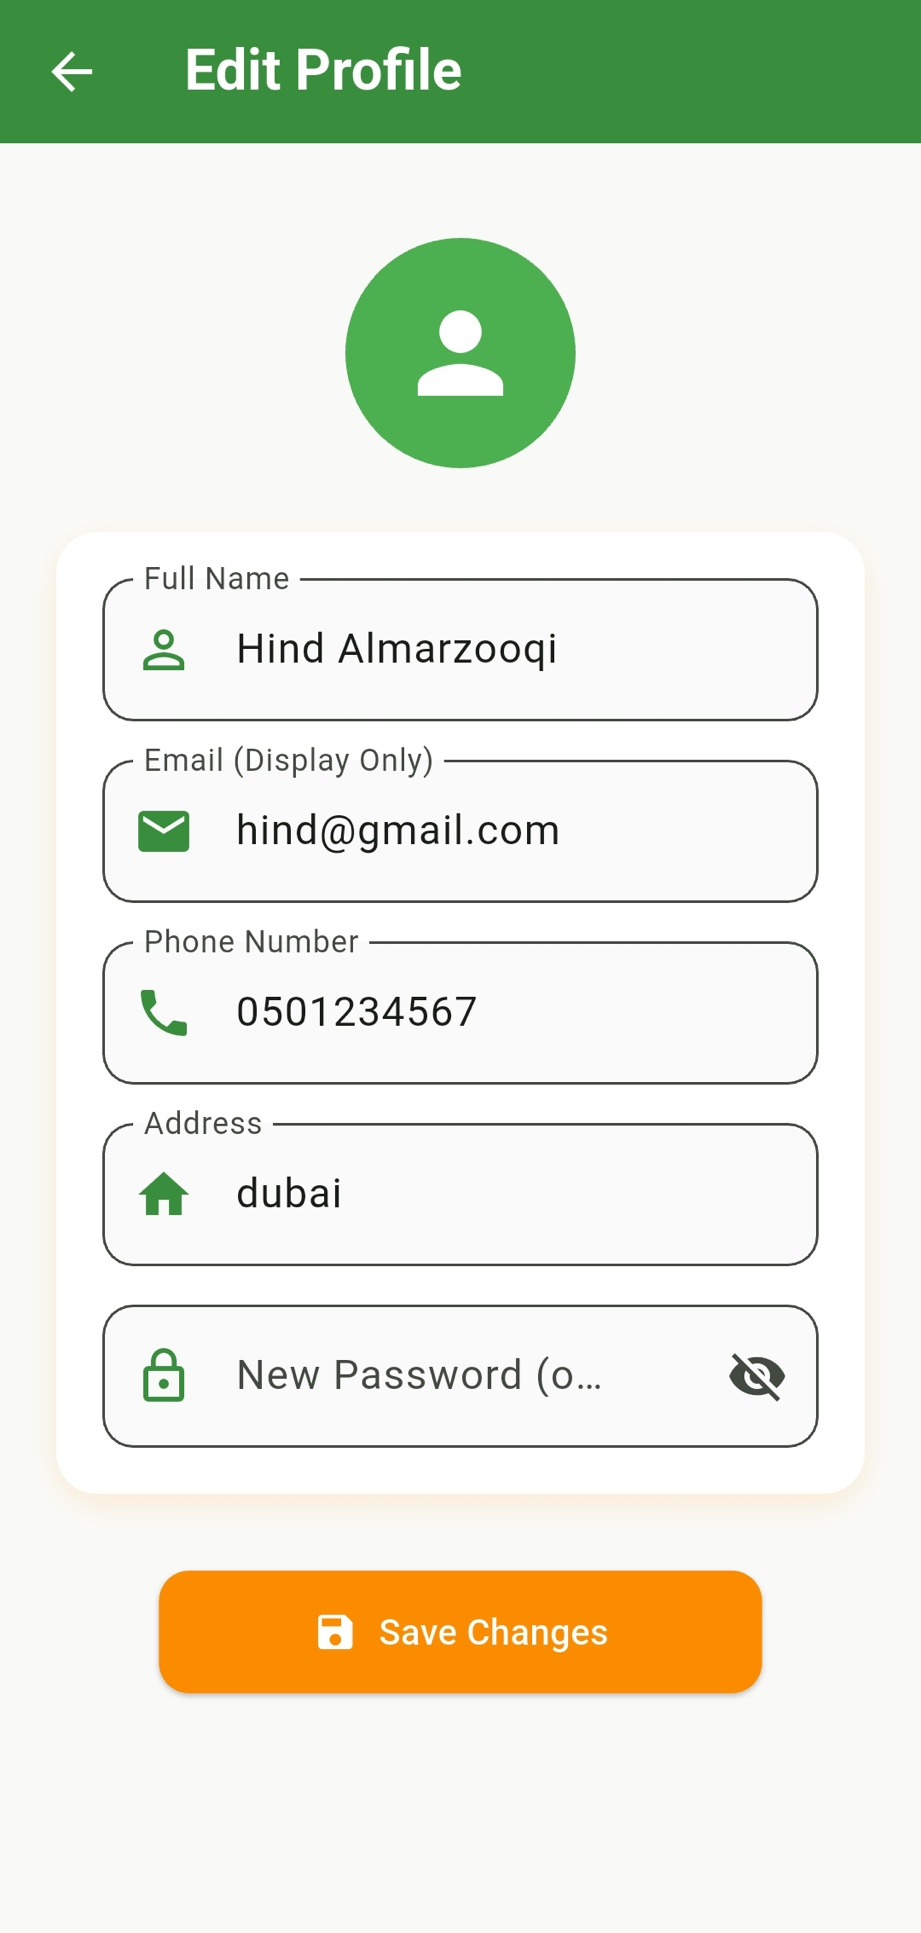 Edit Profile
Full Name
Hind Almarzooqi
Email (Display Only)
hind@gmail.com
Phone Number
0501234567
Address
dubai
New Password (o...
Save Changes